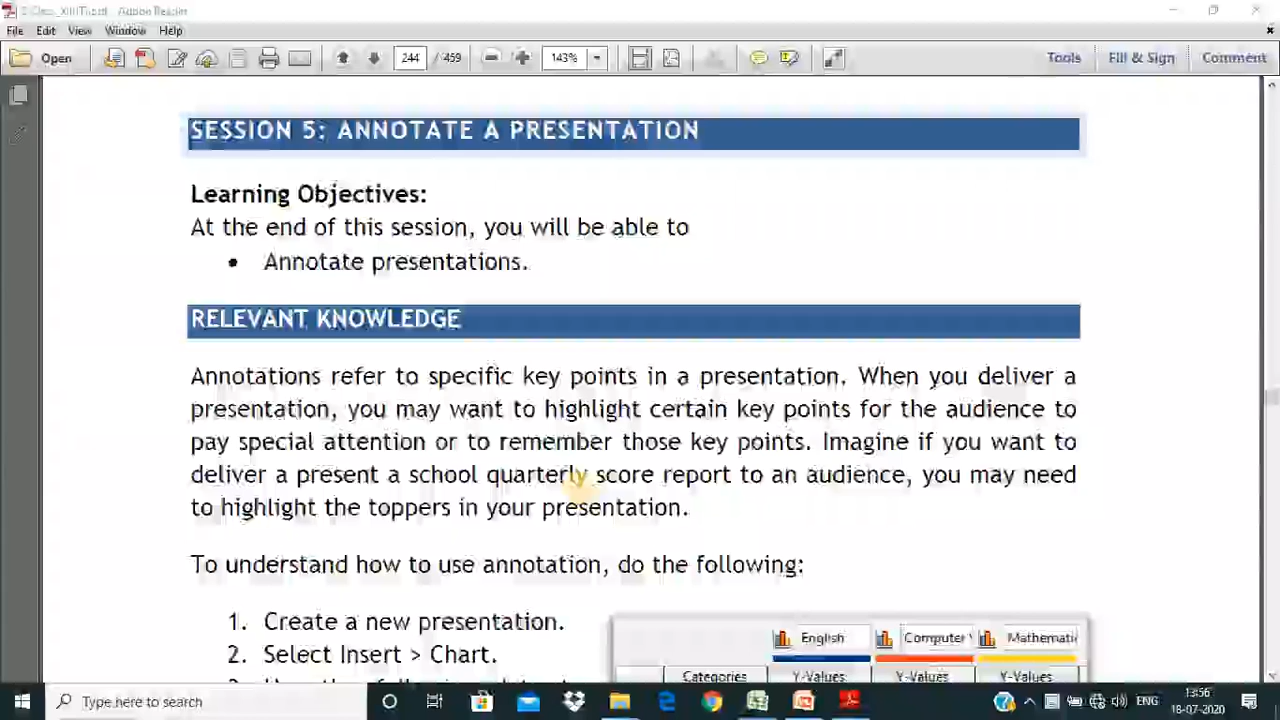 Adobe Reader
File Edit View Window Help
Open 244 / 459 143% Tools Fill & Sign Comment
SESSION 5: ANNOTATE A PRESENTATION
Learning Objectives:
At the end of this session, you will be able to
• Annotate presentations.
RELEVANT KNOWLEDGE
Annotations refer to specific key points in a presentation. When you deliver a
presentation, you may want to highlight certain key points for the audience to
pay special attention or to remember those key points. Imagine if you want to
deliver a present a school quarterly score report to an audience, you may need
to highlight the toppers in your presentation.
To understand how to use annotation, do the following:
1. Create a new presentation.
2. Select Insert > Chart.
English Computer Mathemati
Categories Y-Values Y-Values Y-Values
Type here to search ENG 13:56
18-07-2020